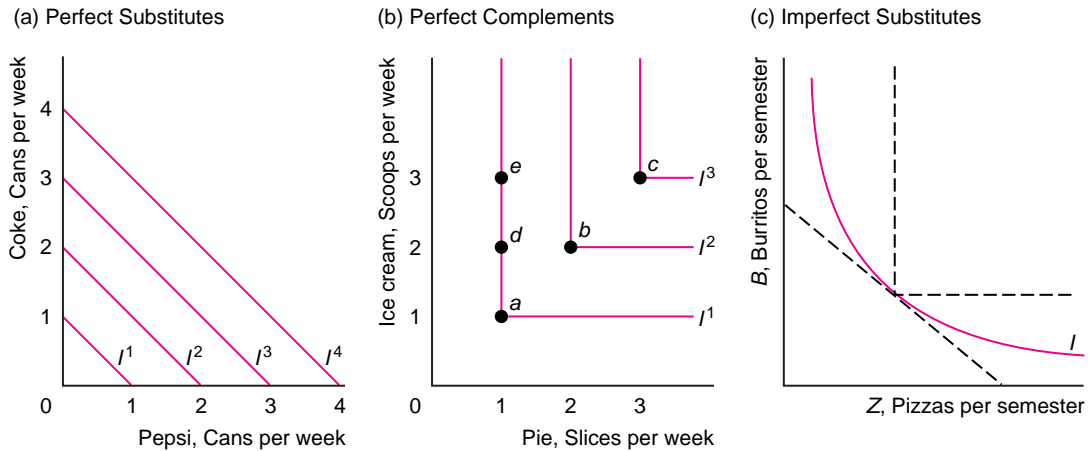 (a) Perfect Substitutes
Coke, Cans per week
4
3
2
1
0
I¹
I²
I³
I⁴
1
2
3
4
Pepsi, Cans per week
(b) Perfect Complements
Ice cream, Scoops per week
3
2
1
0
e
d
a
b
c
I³
I²
I¹
1
2
3
Pie, Slices per week
(c) Imperfect Substitutes
B, Burritos per semester
I
Z, Pizzas per semester